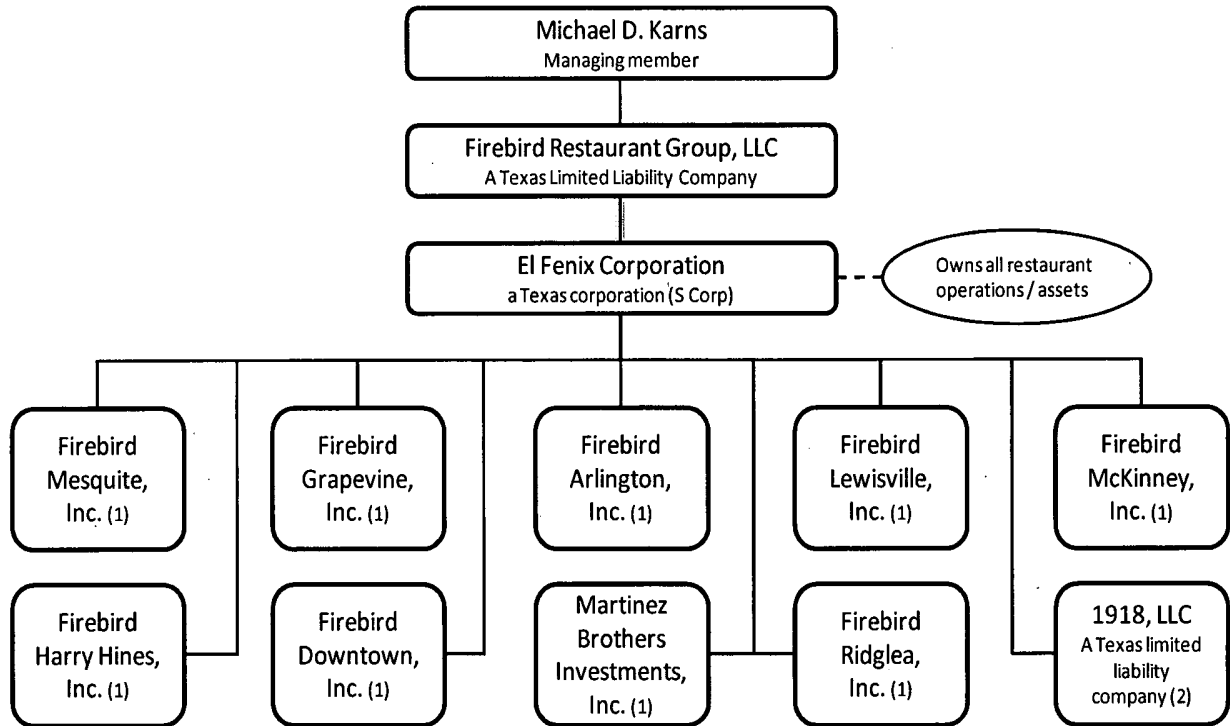 Michael D. Karns
Managing member
Firebird Restaurant Group, LLC
A Texas Limited Liability Company
El Fenix Corporation
a Texas corporation (S Corp)
Owns all restaurant
operations / assets
Firebird
Mesquite,
Inc. (1)
Firebird
Grapevine,
Inc. (1)
Firebird
Arlington,
Inc. (1)
Firebird
Lewisville,
Inc. (1)
Firebird
McKinney,
Inc. (1)
Firebird
Harry Hines,
Inc. (1)
Firebird
Downtown,
Inc. (1)
Martinez
Brothers
Investments,
Inc. (1)
Firebird
Ridglea,
Inc. (1)
1918, LLC
A Texas limited
liability
company (2)